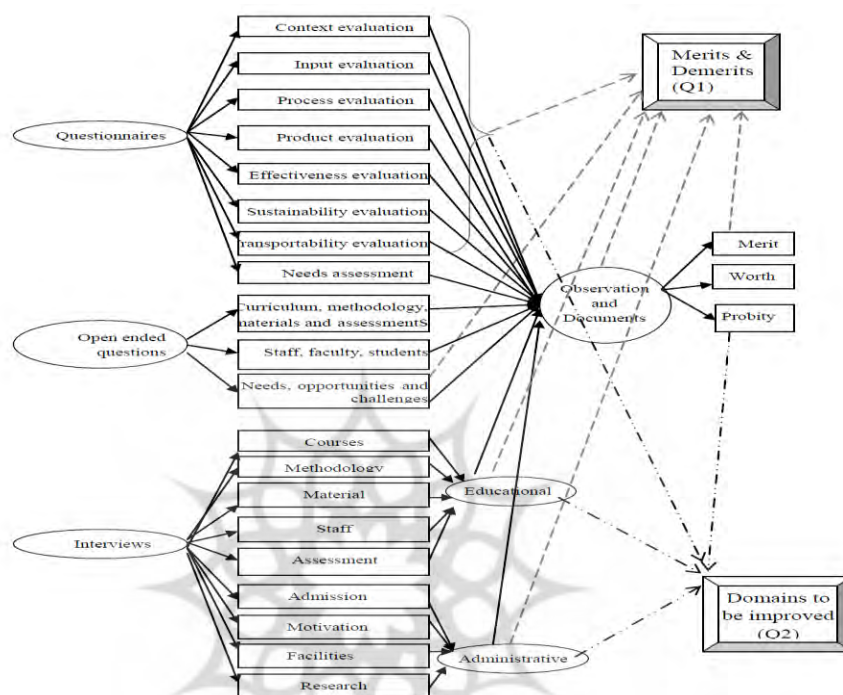 Context evaluation
Input evaluation
Process evaluation
Product evaluation
Effectiveness evaluation
Sustainability evaluation
ransportability evaluation
Needs assessment
Questionnaires
Curriculum, methodology,
materials and assessmentS
Staff, faculty, students
Needs, opportunities and
challenges
Open ended
questions
Courses
Methodology
Material
Staff
Assessment
Admission
Motivation
Facilities
Research
Interviews
Educational
Administrative
Observation
and
Documents
Merit
Worth
Probity
Merits &
Demerits
(Q1)
Domains to
be improved
(Q2)